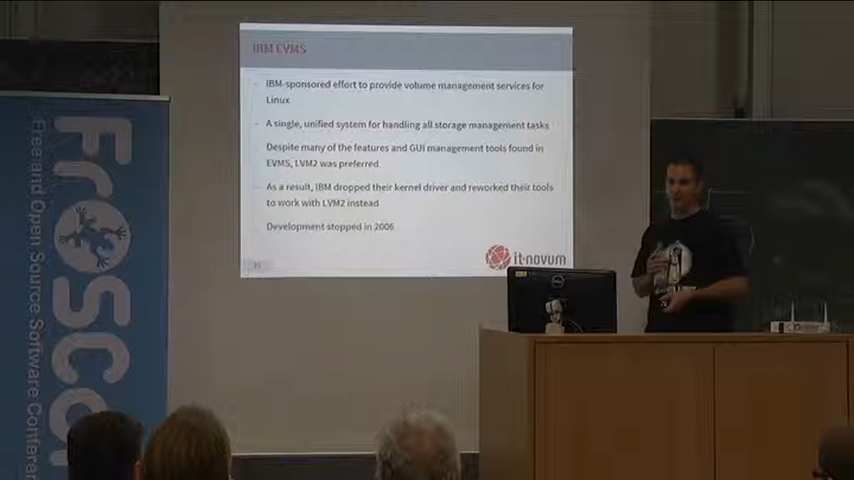 IBM EVMS
- IBM-sponsored effort to provide volume management services for
Linux
- A single, unified system for handling all storage management tasks
Despite many of the features and GUI management tools found in
EVMS, LVM2 was preferred
- As a result, IBM dropped their kernel driver and reworked their tools
to work with LVM2 instead
Development stopped in 2006
it-novum
FrOSCon
Free and Open Source Software Conferen
DELL